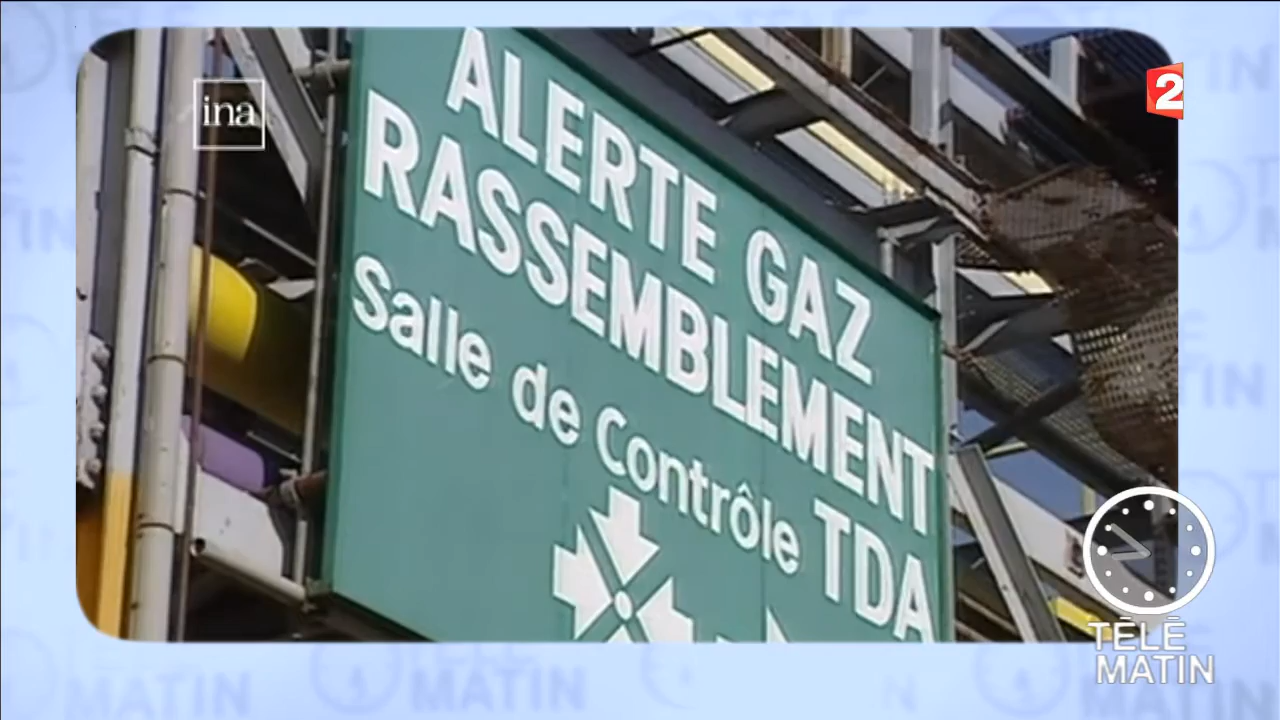 ina
2
ALERTE GAZ
RASSEMBLEMENT
Salle de Contrôle TDA
TÉLÉ
MATIN